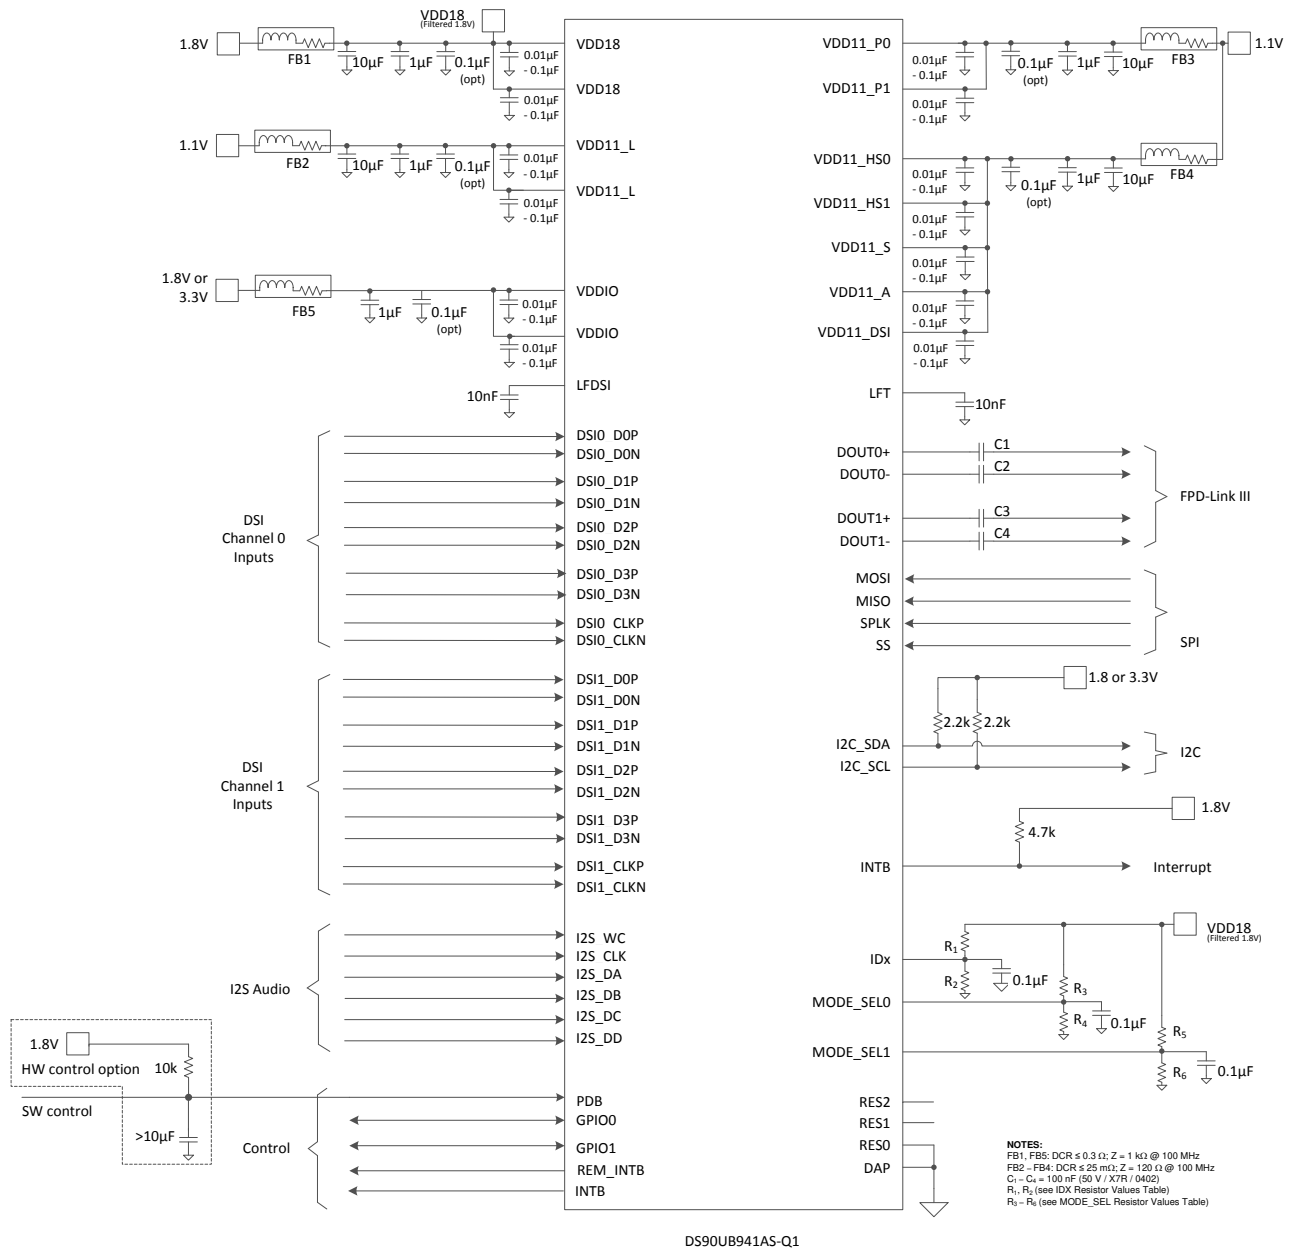 VDD18
(Filtered 1.8V)
1.8V
FB1
10µF
1µF
0.1µF
(opt)
0.01µF
- 0.1µF
VDD18
0.01µF
- 0.1µF
VDD18
1.1V
FB2
10µF
1µF
0.1µF
(opt)
0.01µF
- 0.1µF
VDD11_L
0.01µF
- 0.1µF
VDD11_L
1.8V or
3.3V
FB5
1µF
0.1µF
(opt)
0.01µF
- 0.1µF
VDDIO
0.01µF
- 0.1µF
VDDIO
10nF
LFDSI
DSI
Channel 0
Inputs
DSI0_D0P
DSI0_D0N
DSI0_D1P
DSI0_D1N
DSI0_D2P
DSI0_D2N
DSI0_D3P
DSI0_D3N
DSI0_CLKP
DSI0_CLKN
DSI
Channel 1
Inputs
DSI1_D0P
DSI1_D0N
DSI1_D1P
DSI1_D1N
DSI1_D2P
DSI1_D2N
DSI1_D3P
DSI1_D3N
DSI1_CLKP
DSI1_CLKN
I2S Audio
I2S_WC
I2S_CLK
I2S_DA
I2S_DB
I2S_DC
I2S_DD
1.8V
HW control option
10k
SW control
>10µF
Control
PDB
GPIO0
GPIO1
REM_INTB
INTB
VDD11_P0
0.01µF
- 0.1µF
0.1µF
(opt)
1µF
10µF
FB3
1.1V
VDD11_P1
0.01µF
- 0.1µF
VDD11_HS0
0.01µF
- 0.1µF
0.1µF
(opt)
1µF
10µF
FB4
VDD11_HS1
0.01µF
- 0.1µF
VDD11_S
0.01µF
- 0.1µF
VDD11_A
0.01µF
- 0.1µF
VDD11_DSI
0.01µF
- 0.1µF
LFT
10nF
DOUT0+
C1
DOUT0-
C2
DOUT1+
C3
DOUT1-
C4
FPD-Link III
MOSI
MISO
SPLK
SS
SPI
1.8 or 3.3V
2.2k
2.2k
I2C_SDA
I2C_SCL
I2C
1.8V
4.7k
INTB
Interrupt
VDD18
(Filtered 1.8V)
IDx
R1
R2
0.1µF
MODE_SEL0
R3
R4
0.1µF
MODE_SEL1
R5
R6
0.1µF
RES2
RES1
RES0
DAP
NOTES:
FB1, FB5: DCR ≤ 0.3 Ω; Z = 1 kΩ @ 100 MHz
FB2 – FB4: DCR ≤ 25 mΩ; Z = 120 Ω @ 100 MHz
C1 – C4 = 100 nF (50 V / X7R / 0402)
R1, R2 (see IDX Resistor Values Table)
R3 – R6 (see MODE_SEL Resistor Values Table)
DS90UB941AS-Q1